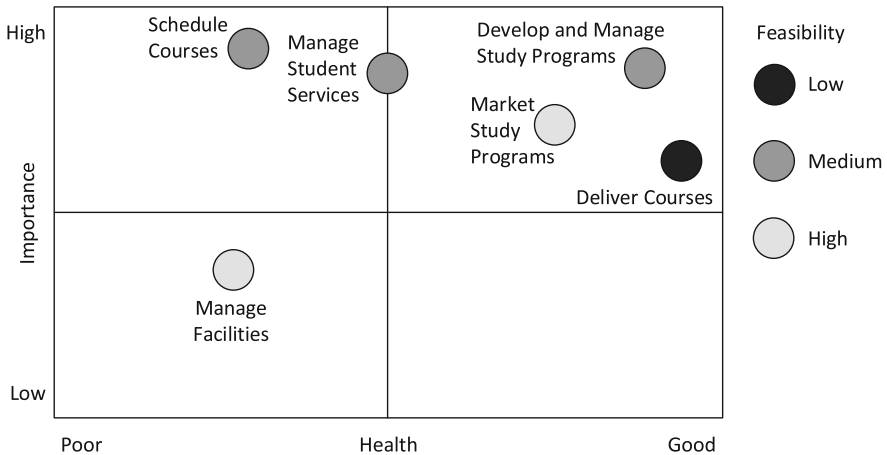 High
Schedule
Courses
Manage
Student
Services
Develop and Manage
Study Programs
Market
Study
Programs
Deliver Courses
Importance
Manage
Facilities
Low
Poor
Health
Good
Feasibility
Low
Medium
High